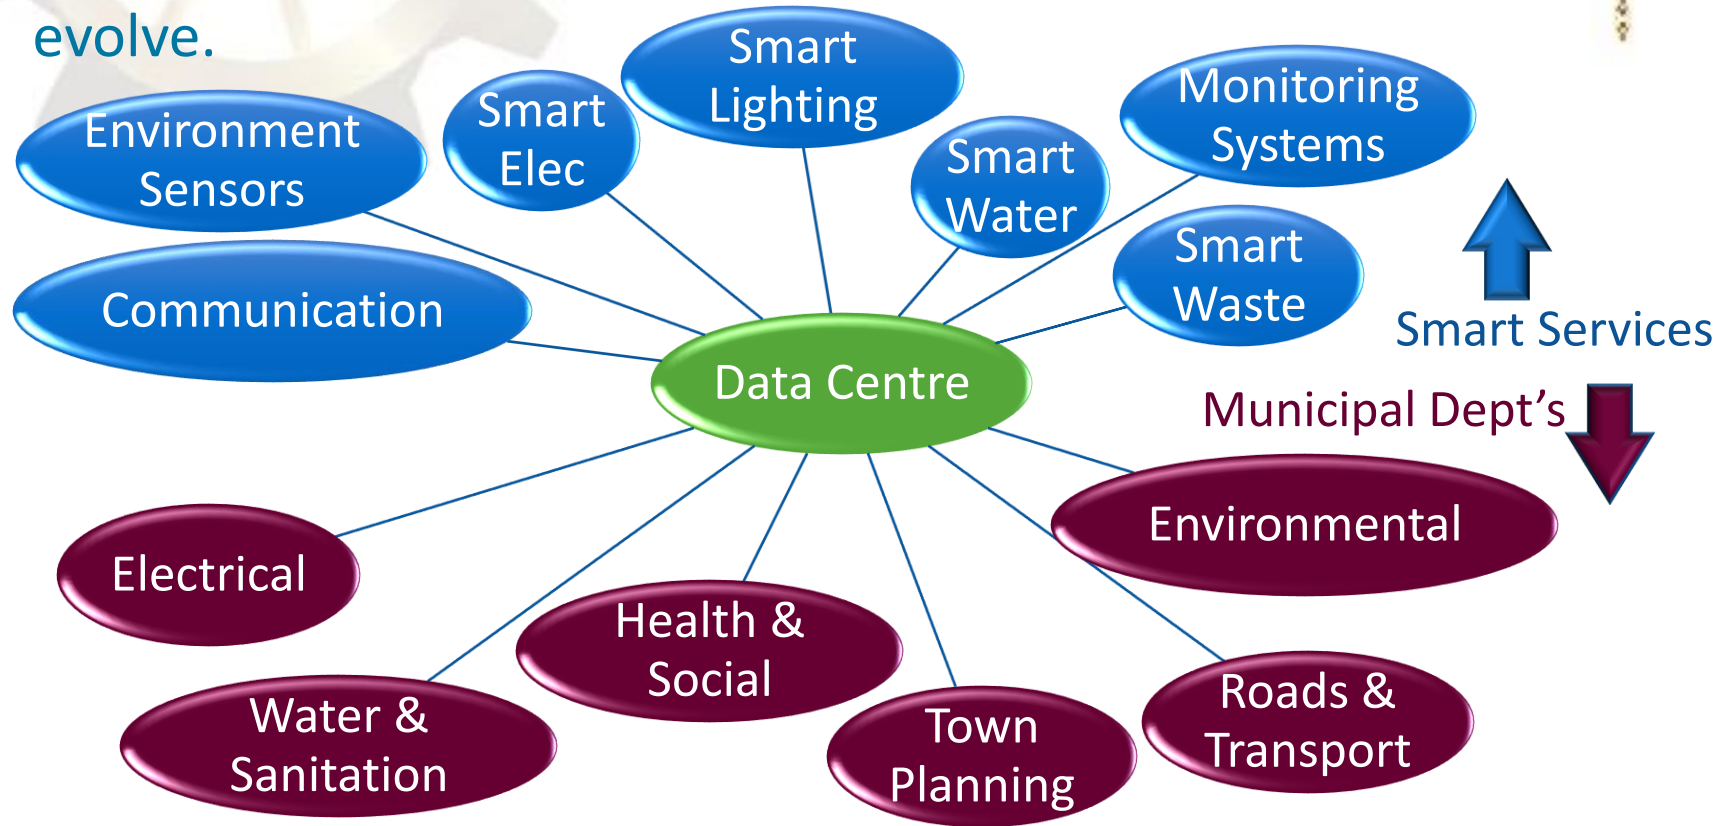 evolve.
Smart
Lighting
Monitoring
Systems
Environment
Sensors
Smart
Elec
Smart
Water
Smart
Waste
Communication
Smart Services
Data Centre
Municipal Dept’s
Environmental
Electrical
Health &
Social
Water &
Sanitation
Town
Planning
Roads &
Transport